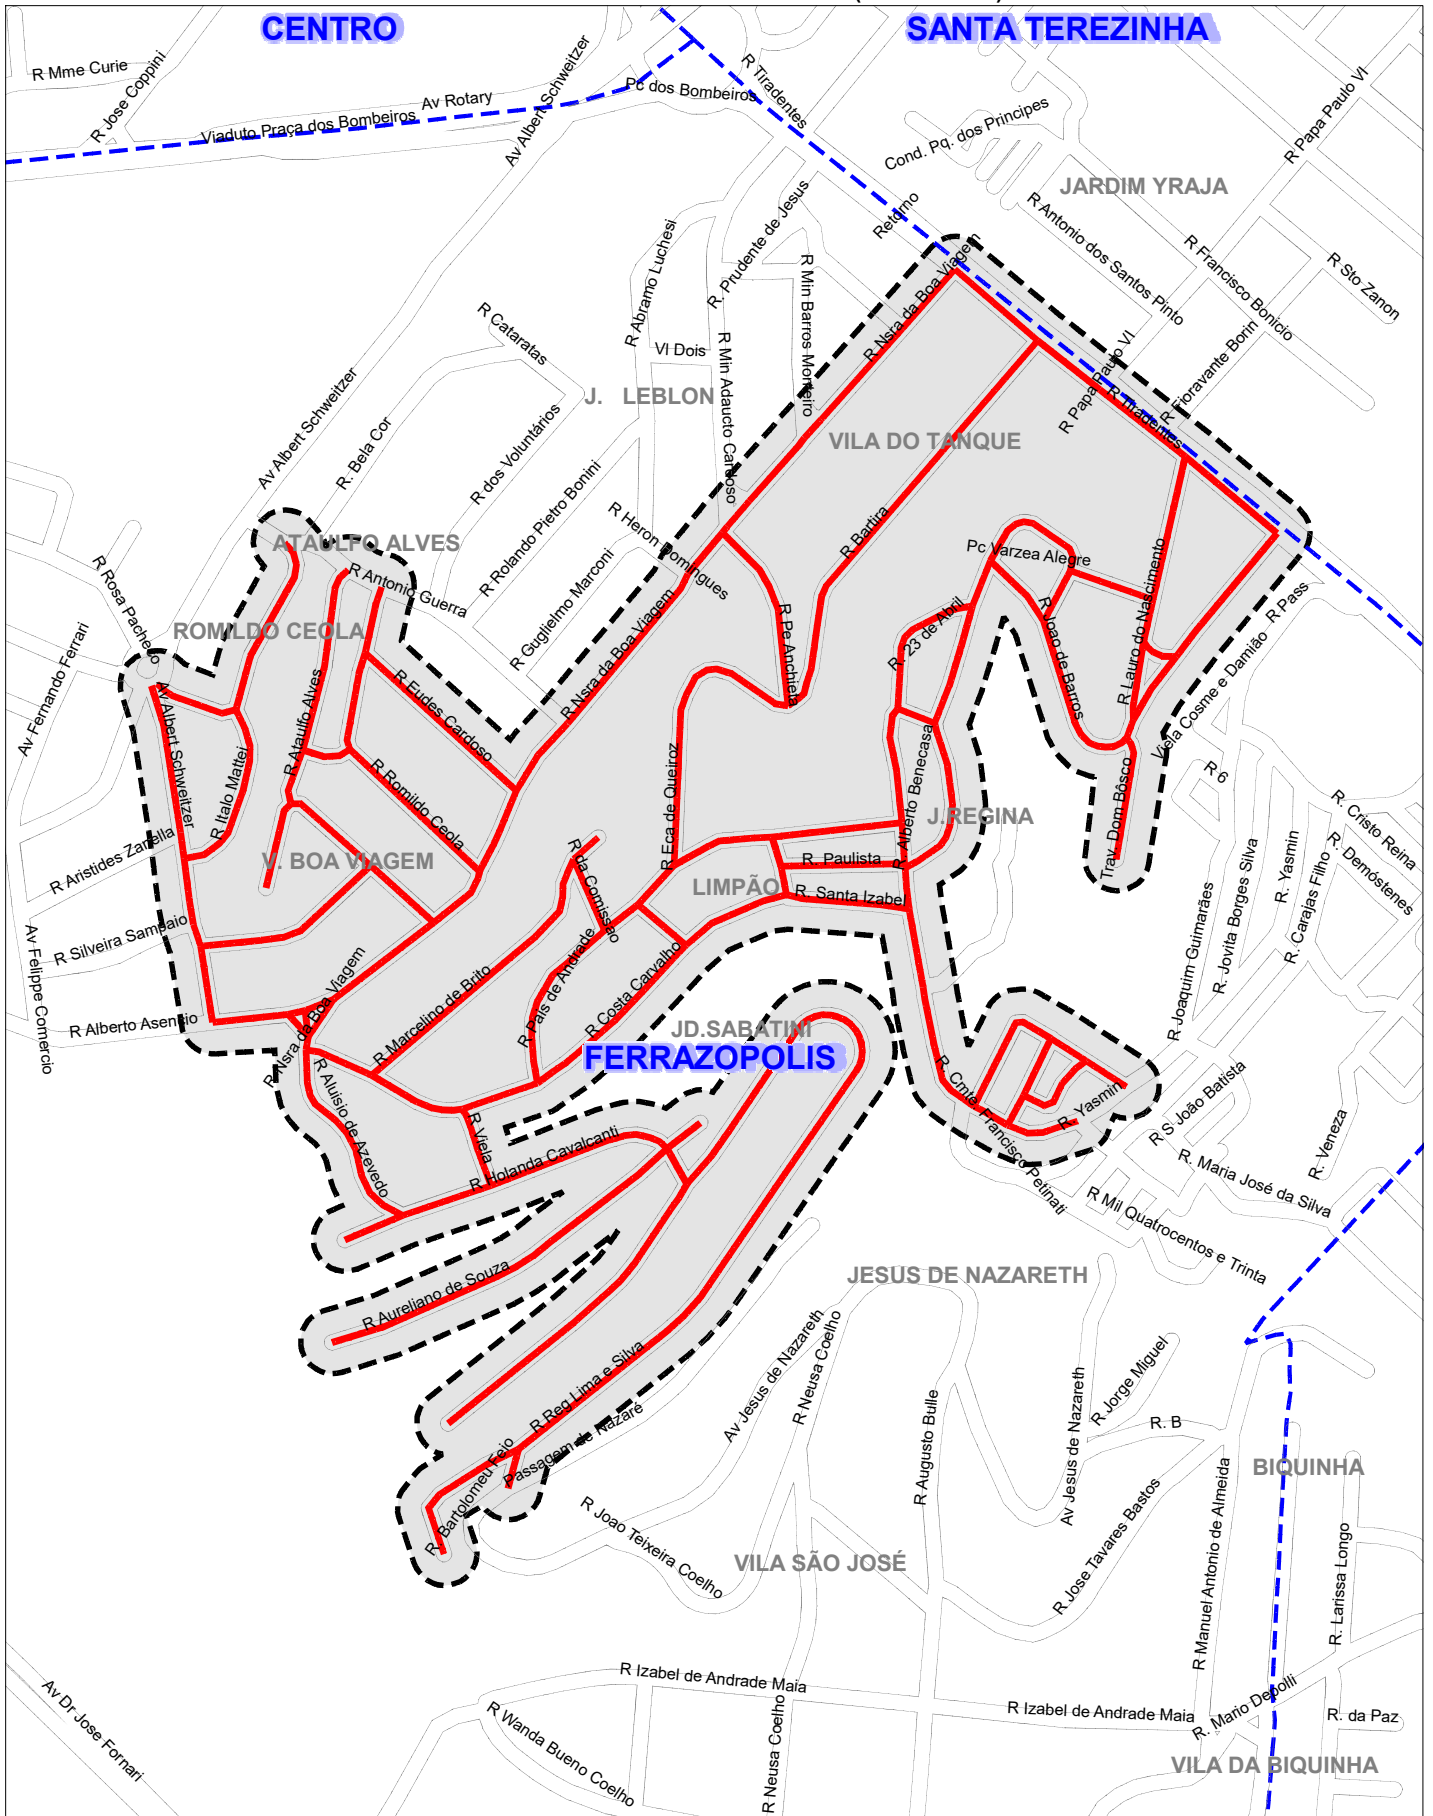 CENTRO
SANTA TEREZINHA
R Mme Curie
R Jose Coppini
Av Rotary
Viaduto Praça dos Bombeiros
Av Albert Schweitzer
Pc dos Bombeiros
R Tiradentes
Cond. Pq. dos Principes
R Papa Paulo VI
JARDIM YRAJA
R Antonio dos Santos Pinto
R Francisco Bonicio
R Sto Zanon
Retorno
R. Prudente de Jesus
R Abramo Luchesi
R Min Barros Monteiro
R Nsra da Boa Viagem
R Cataratas
Vl Dois
R Min Adaucto Cardoso
J. LEBLON
R Papa Paulo VI
R Fioravante Borin
R Tiradentes
VILA DO TANQUE
Av Albert Schweitzer
R. Bela Cor
R dos Voluntários
R Rolando Pietro Bonini
R Heron Domingues
R Guglielmo Marconi
R Bartira
Pc Varzea Alegre
ATAULFO ALVES
R Antonio Guerra
R Rosa Pacheco
ROMILDO CEOLA
Av Fernando Ferrari
R Nsra da Boa Viagem
R Pe Anchieta
R. 23 de Abril
R Joao de Barros
R Lauro do Nascimento
R Pass
Viela Cosme e Damião
R Eudes Cardoso
R Ataulfo Alves
Av Albert Schweitzer
R Italo Mattei
R Romildo Ceola
R Eca de Queiroz
R. Alberto Benecasa
J.REGINA
Trav. Dom Bôsco
R 6
R. Cristo Reina
R. Demóstenes
R Aristides Zanella
V. BOA VIAGEM
R da Comissao
R. Paulista
LIMPÃO
R. Santa Izabel
R. Yasmin
R. Carajas Filho
R. Jovita Borges Silva
R Joaquim Guimarães
R Silveira Sampaio
Av Felippe Comercio
R Alberto Asencio
R Nsra da Boa Viagem
R Marcelino de Brito
R. Pais de Andrade
R Costa Carvalho
JD.SABATINI
FERRAZOPOLIS
R Aluisio de Azevedo
R Viela
R Holanda Cavalcanti
R. Cmte. Francisco Petinati
R. Yasmin
R S João Batista
R. Veneza
R. Maria José da Silva
R Mil Quatrocentos e Trinta
R Aureliano de Souza
JESUS DE NAZARETH
Av Jesus de Nazareth
R Neusa Coelho
R Reg Lima e Silva
Passagem de Nazaré
R. Bartolomeu Feio
R Augusto Bulle
Av Jesus de Nazareth
R Jorge Miguel
R. B
BIQUINHA
R Joao Teixeira Coelho
VILA SÃO JOSÉ
R Jose Tavares Bastos
R Manuel Antonio de Almeida
R. Larissa Longo
R Izabel de Andrade Maia
R Izabel de Andrade Maia
R. Mario Depolli
R. da Paz
Av Dr Jose Fornari
R Wanda Bueno Coelho
R Neusa Coelho
VILA DA BIQUINHA